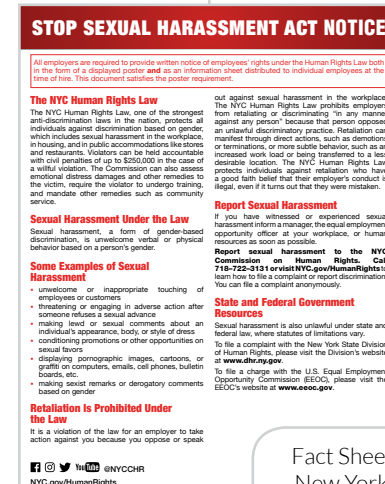 STOP SEXUAL HARASSMENT ACT NOTICE
All employers are required to provide written notice of employees' rights under the Human Rights Law both
in the form of a displayed poster and as an information sheet distributed to individual employees at the
time of hire. This document satisfies the poster requirement.
The NYC Human Rights Law
The NYC Human Rights Law, one of the strongest
anti-discrimination laws in the nation, protects all
individuals against discrimination based on gender,
which includes sexual harassment in the workplace,
in housing, and in public accommodations like stores
and restaurants. Violators can be held accountable
with civil penalties of up to $250,000 in the case of
a willful violation. The Commission can also assess
emotional distress damages and other remedies to
the victim, require the violator to undergo training,
and mandate other remedies such as community
service.
Sexual Harassment Under the Law
Sexual harassment, a form of gender-based
discrimination, is unwelcome verbal or physical
behavior based on a person's gender.
Some Examples of Sexual
Harassment
• unwelcome or inappropriate touching of
employees or customers
• threatening or engaging in adverse action after
someone refuses a sexual advance
• making lewd or sexual comments about an
individual's appearance, body, or style of dress
• conditioning promotions or other opportunities on
sexual favors
• displaying pornographic images, cartoons, or
graffiti on computers, emails, cell phones, bulletin
boards, etc.
• making sexist remarks or derogatory comments
based on gender
Retaliation Is Prohibited Under
the Law
It is a violation of the law for an employer to take
action against you because you oppose or speak
out against sexual harassment in the workplace.
The NYC Human Rights Law prohibits employers
from retaliating or discriminating "in any manner
against any person" because that person opposed
an unlawful discriminatory practice. Retaliation can
manifest through direct actions, such as demotions
or terminations, or more subtle behavior, such as an
increased work load or being transferred to a less
desirable location. The NYC Human Rights Law
protects individuals against retaliation who have
a good faith belief that their employer's conduct is
illegal, even if it turns out that they were mistaken.
Report Sexual Harassment
If you have witnessed or experienced sexual
harassment inform a manager, the equal employment
opportunity officer at your workplace, or human
resources as soon as possible.
Report sexual harassment to the NYC
Commission on Human Rights. Call
718-722-3131 or visit NYC.gov/HumanRights to
learn how to file a complaint or report discrimination.
You can file a complaint anonymously.
State and Federal Government
Resources
Sexual harassment is also unlawful under state and
federal law, where statutes of limitations vary.
To file a complaint with the New York State Division
of Human Rights, please visit the Division's website
at www.dhr.ny.gov.
To file a charge with the U.S. Equal Employment
Opportunity Commission (EEOC), please visit the
EEOC's website at www.eeoc.gov.
YouTube @NYCCHR
NYC.gov/HumanRights
Fact Shee
New York